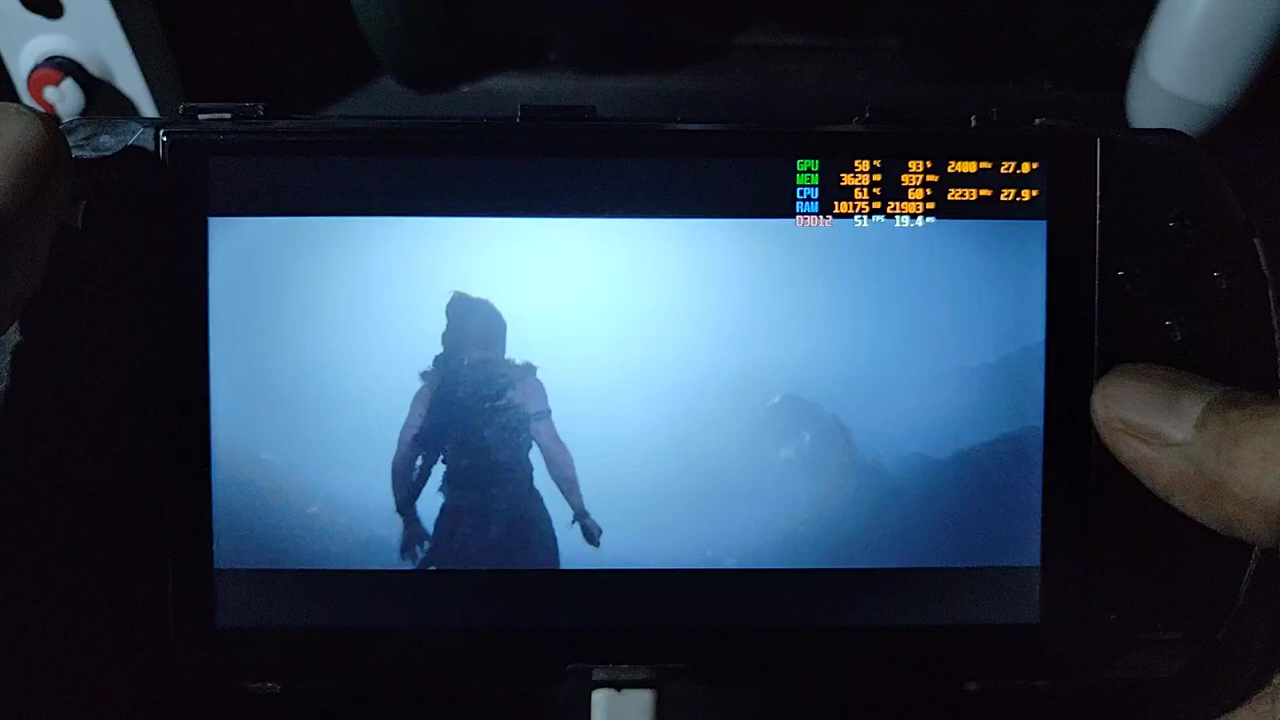 GPU 58 °C 93 % 2400 MHz 27.0 W
MEM 3628 MB 937 MHz
CPU 61 °C 60 % 2233 MHz 27.9 W
RAM 10175 MB 21903 MB
D3D12 51 FPS 19.4 ms